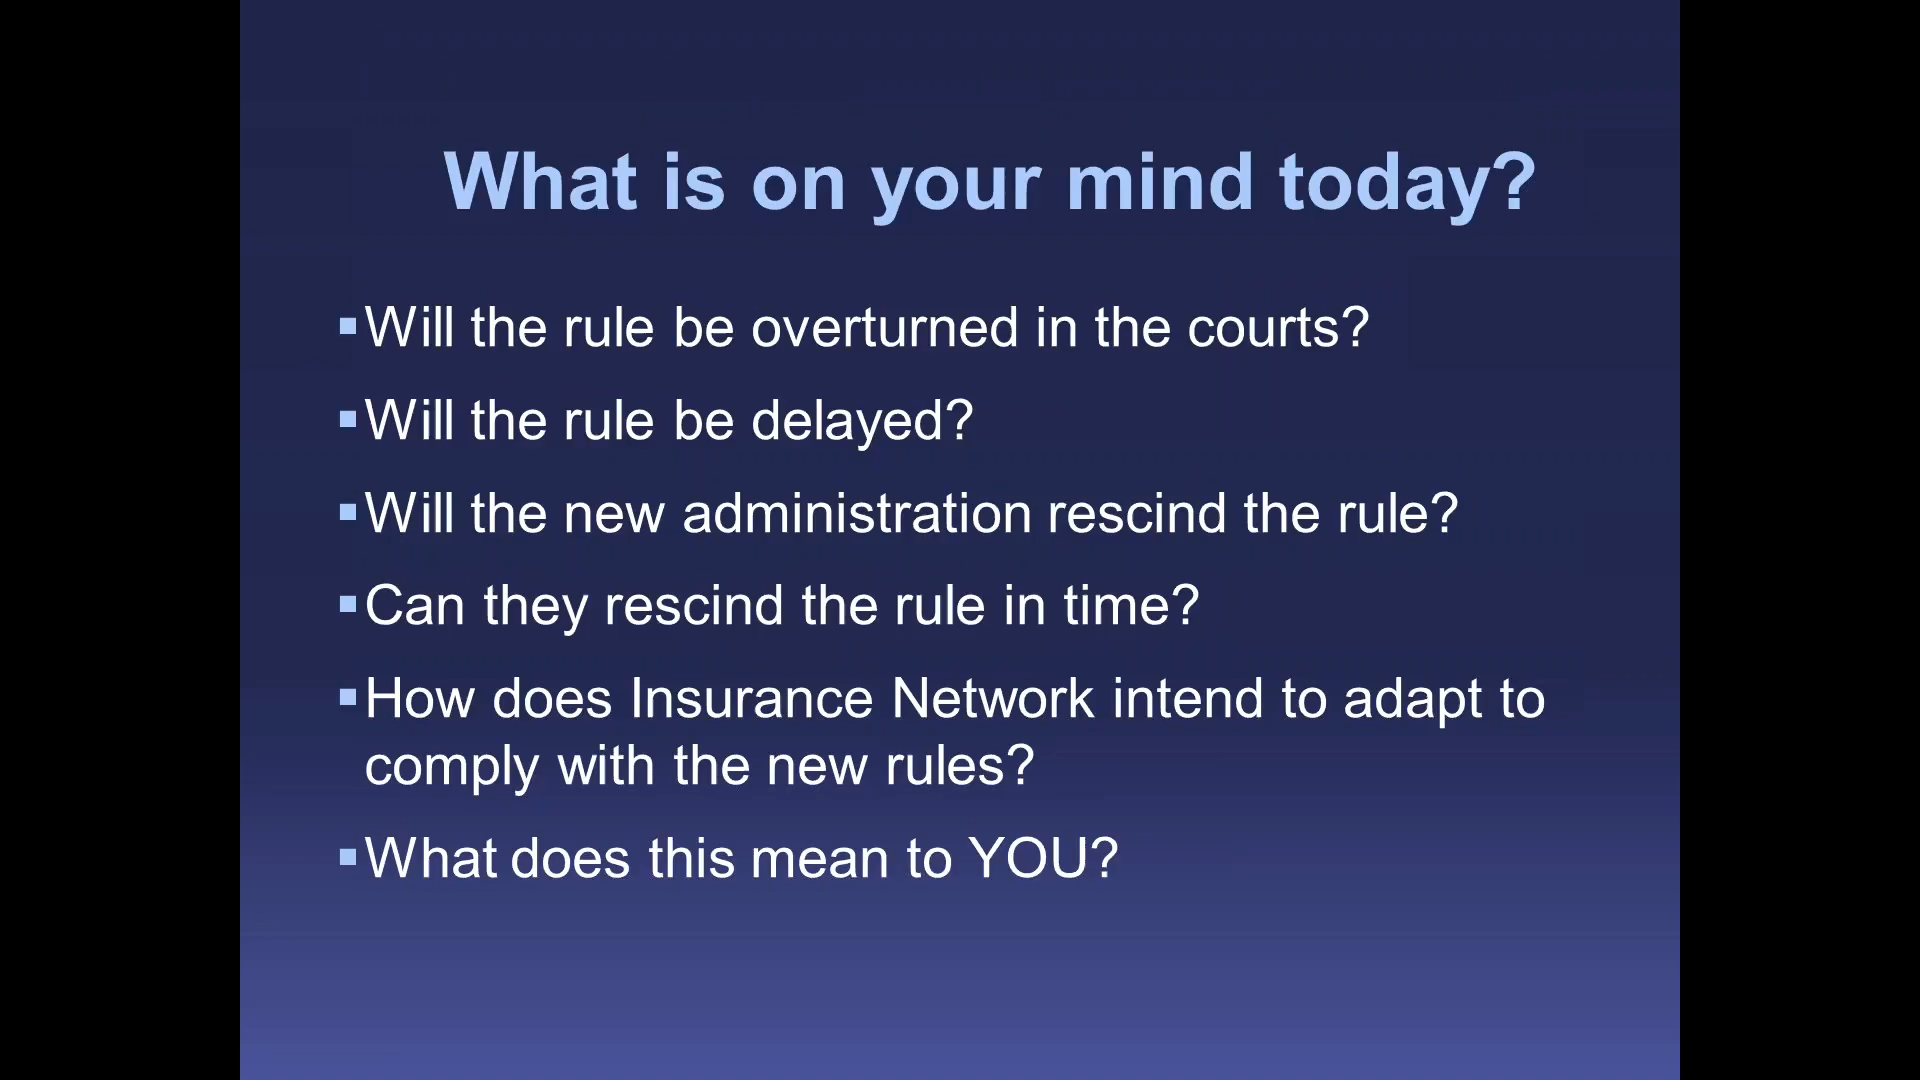 What is on your mind today?
▪Will the rule be overturned in the courts?
▪Will the rule be delayed?
▪Will the new administration rescind the rule?
▪Can they rescind the rule in time?
▪How does Insurance Network intend to adapt to
comply with the new rules?
▪What does this mean to YOU?